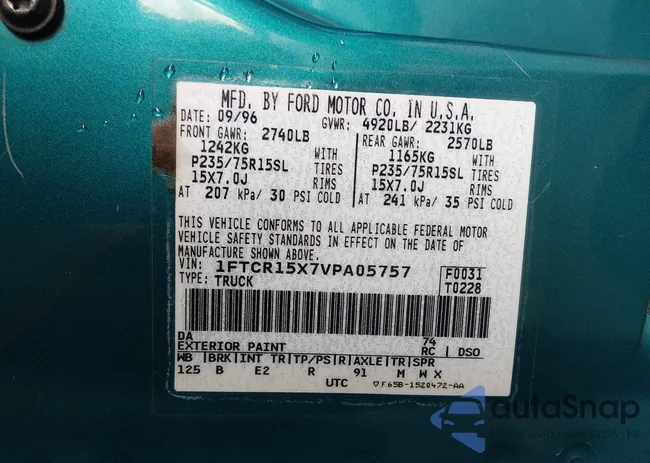 MFD. BY FORD MOTOR CO. IN U.S.A.
DATE: 09/96 GVWR: 4920LB/ 2231KG
FRONT GAWR: 2740LB REAR GAWR: 2570LB
1242KG WITH 1165KG WITH
P235/75R15SL TIRES P235/75R15SL TIRES
15X7.0J RIMS 15X7.0J RIMS
AT 207 kPa/ 30 PSI COLD AT 241 kPa/ 35 PSI COLD
THIS VEHICLE CONFORMS TO ALL APPLICABLE FEDERAL MOTOR
VEHICLE SAFETY STANDARDS IN EFFECT ON THE DATE OF
MANUFACTURE SHOWN ABOVE.
VIN: 1FTCR15X7VPA05757 F0031
TYPE: TRUCK T0228
DA 74
EXTERIOR PAINT RC | DSO
WB |BRK|INT TR|TP/PS|R|AXLE|TR|SPR
125 B E2 R 91 M WX
UTC ▽F65B-1520472-AA
autoSnap